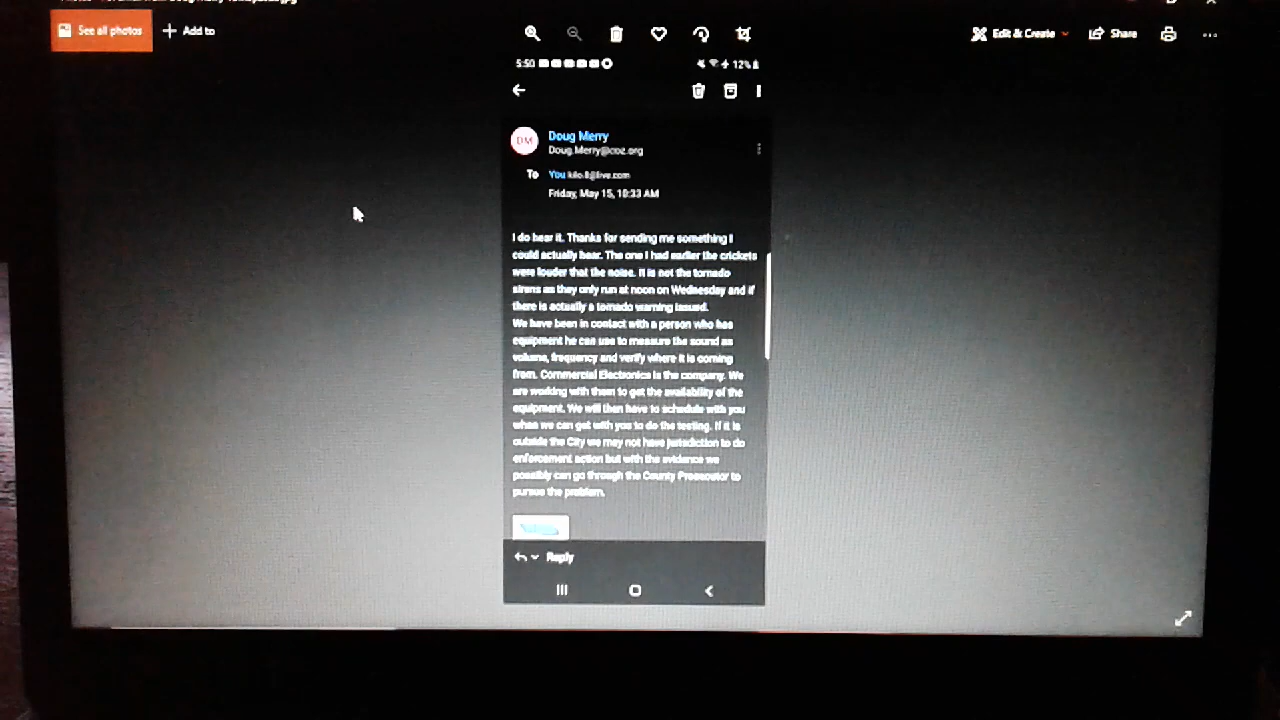 See all photos
Add to
Edit & Create
Share
5:50
12%
DM
Doug Merry
Doug.Merry@coz.org
To You kilo.8@live.com
Friday, May 15, 10:33 AM
I do hear it. Thanks for sending me something I
could actually hear. The one I had earlier the crickets
were louder that the noise. It is not the tornado
sirens as they only run at noon on Wednesday and if
there is actually a tornado warning issued.
We have been in contact with a person who has
equipment he can use to measure the sound as
volume, frequency and verify where it is coming
from. Commercial Electronics is the company. We
are working with them to get the availability of the
equipment. We will then have to schedule with you
when we can get with you to do the testing. If it is
outside the City we may not have jurisdiction to do
enforcement action but with the evidence we
possibly can go through the County Prosecutor to
pursue the problem.
Reply